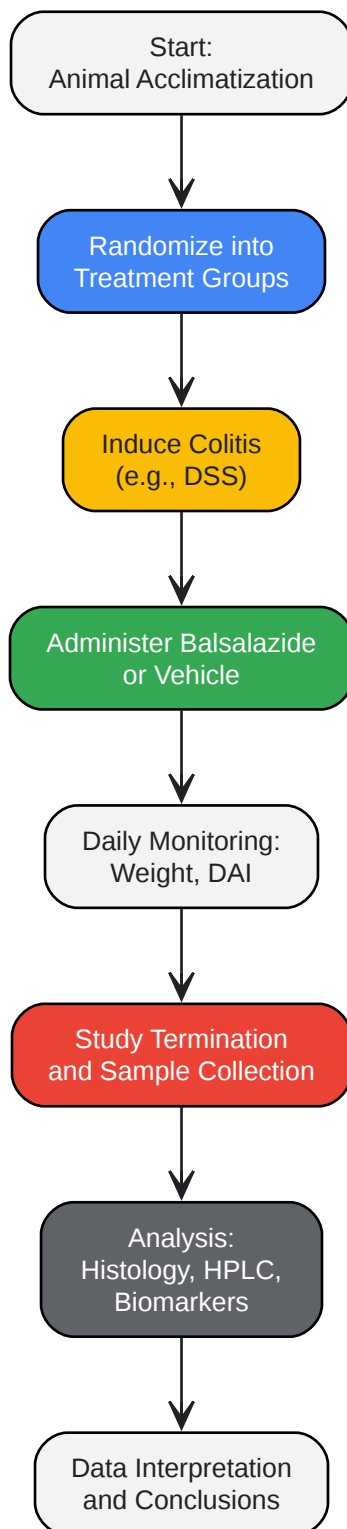 Start:
Animal Acclimatization
Randomize into
Treatment Groups
Induce Colitis
(e.g., DSS)
Administer Balsalazide
or Vehicle
Daily Monitoring:
Weight, DAI
Study Termination
and Sample Collection
Analysis:
Histology, HPLC,
Biomarkers
Data Interpretation
and Conclusions